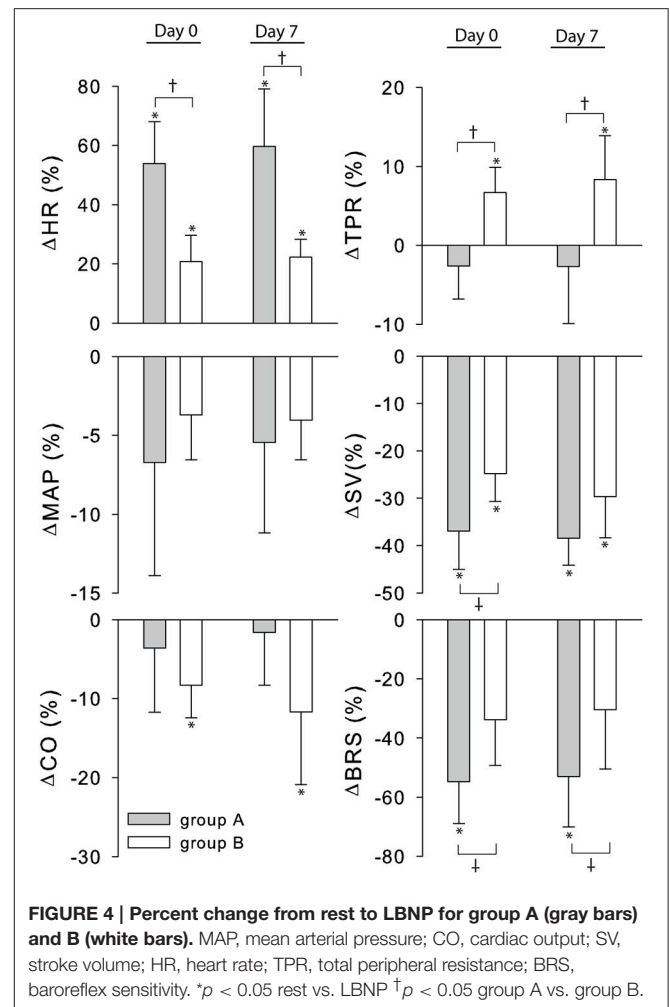 Day 0 Day 7
Day 0 Day 7
80
60
40
20
0
ΔHR (%)
* † *
* † *
20
10
0
-10
ΔTPR (%)
† *
† *
0
-5
-10
-15
ΔMAP (%)
0
-10
-20
-30
-40
-50
ΔSV(%)
* *
* *
‡
0
-10
-20
-30
ΔCO (%)
*
*
group A
group B
0
-20
-40
-60
-80
ΔBRS (%)
* *
‡ ‡
FIGURE 4 | Percent change from rest to LBNP for group A (gray bars)
and B (white bars). MAP, mean arterial pressure; CO, cardiac output; SV,
stroke volume; HR, heart rate; TPR, total peripheral resistance; BRS,
baroreflex sensitivity. *p < 0.05 rest vs. LBNP †p < 0.05 group A vs. group B.